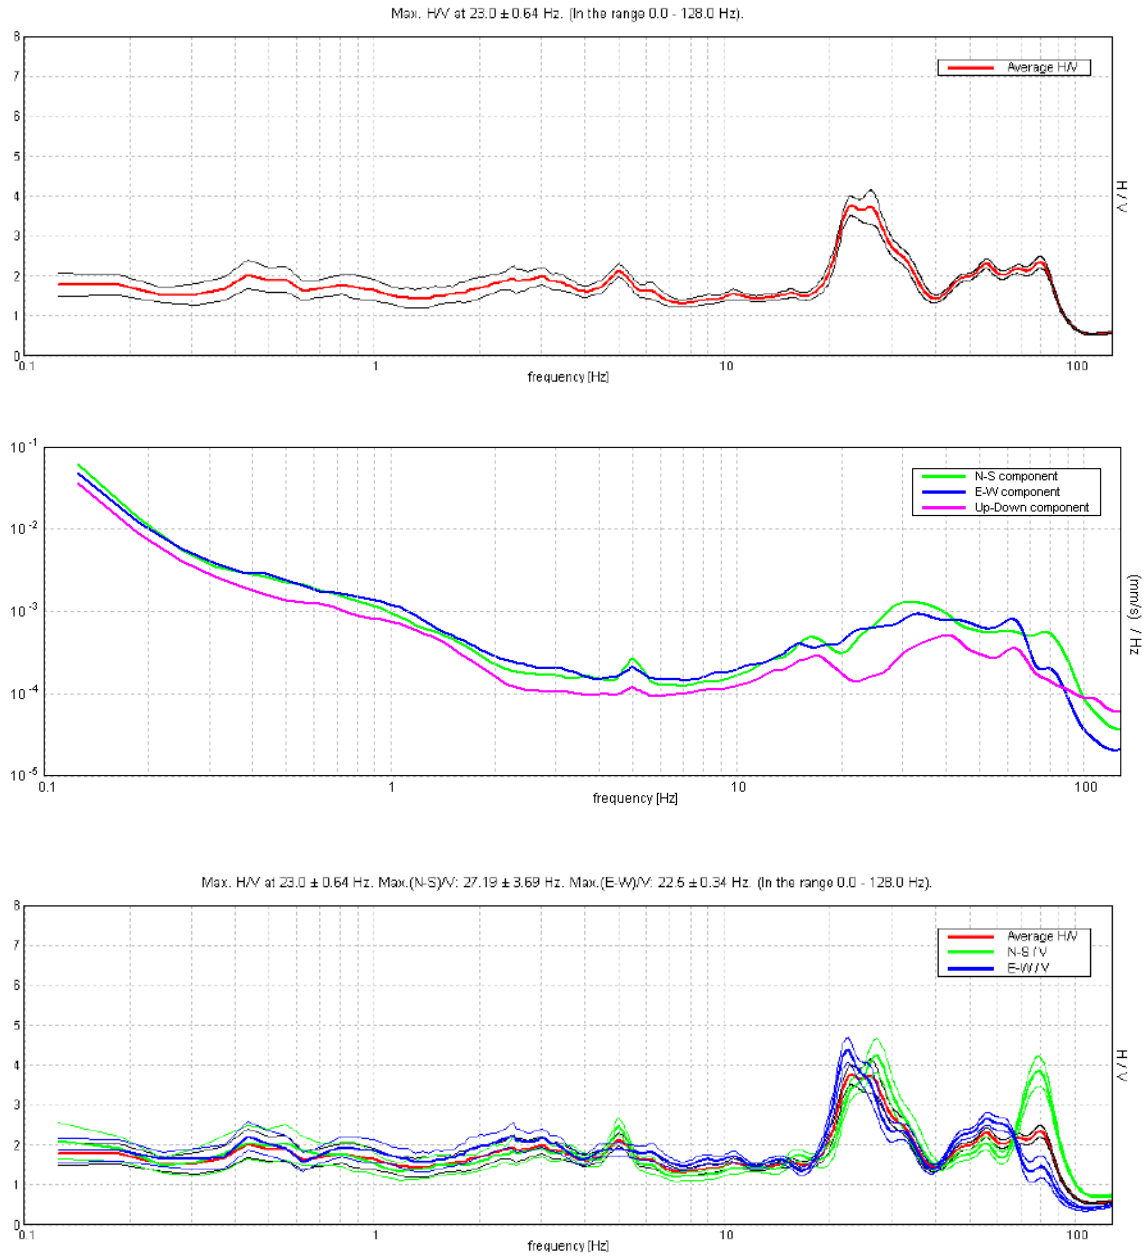 Max. H/V at 23.0 ± 0.64 Hz. (In the range 0.0 - 128.0 Hz).
8
7
6
5
4
3
2
1
0
Average H/V
H / V
0.1
1
10
100
frequency [Hz]
10-1
10-2
10-3
10-4
10-5
N-S component
E-W component
Up-Down component
(mm/s) / Hz
0.1
1
10
100
frequency [Hz]
Max. H/V at 23.0 ± 0.64 Hz. Max.(N-S)/V: 27.19 ± 3.69 Hz. Max.(E-W)/V: 22.5 ± 0.34 Hz. (In the range 0.0 - 128.0 Hz).
8
7
6
5
4
3
2
1
0
Average H/V
N-S / V
E-W / V
H / V
0.1
1
10
100
frequency [Hz]